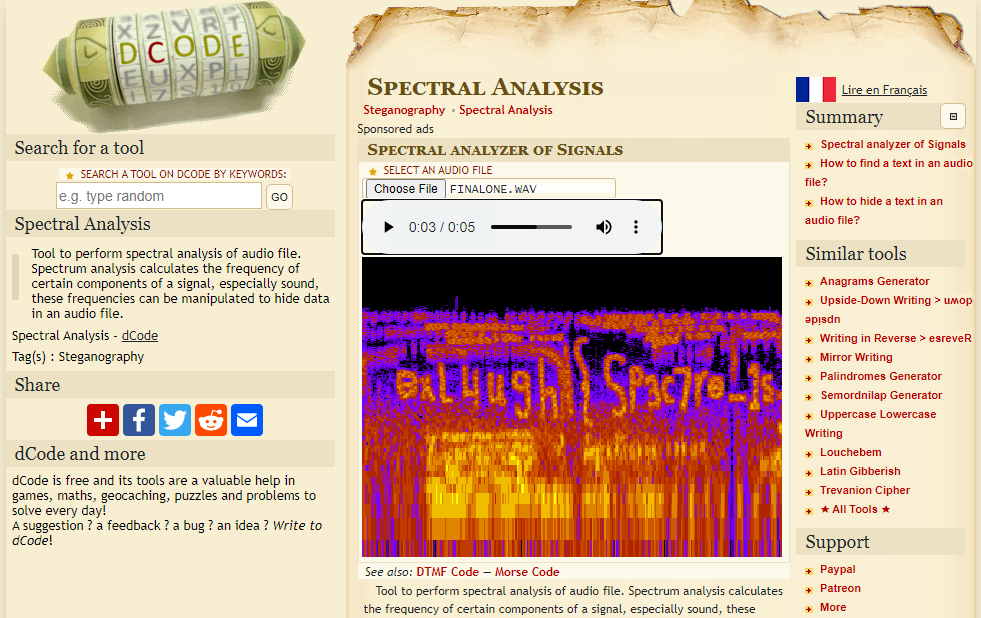 X Z V R T
D C O D E
E U X P L
Search for a tool
SEARCH A TOOL ON DCODE BY KEYWORDS:
e.g. type random
GO
Spectral Analysis
Tool to perform spectral analysis of audio file.
Spectrum analysis calculates the frequency of
certain components of a signal, especially sound,
these frequencies can be manipulated to hide data
in an audio file.
Spectral Analysis - dCode
Tag(s) : Steganography
Share
dCode and more
dCode is free and its tools are a valuable help in
games, maths, geocaching, puzzles and problems to
solve every day!
A suggestion ? a feedback ? a bug ? an idea ? Write to
dCode!
SPECTRAL ANALYSIS
Steganography › Spectral Analysis
Sponsored ads
SPECTRAL ANALYZER OF SIGNALS
SELECT AN AUDIO FILE
Choose File FINALONE.WAV
0:03 / 0:05
See also: DTMF Code — Morse Code
Tool to perform spectral analysis of audio file. Spectrum analysis calculates
the frequency of certain components of a signal, especially sound, these
Lire en Français
Summary
Spectral analyzer of Signals
How to find a text in an audio
file?
How to hide a text in an
audio file?
Similar tools
Anagrams Generator
Upside-Down Writing > uʍop
ǝpᴉsdn
Writing in Reverse > esreveR
Mirror Writing
Palindromes Generator
Semordnilap Generator
Uppercase Lowercase
Writing
Louchebem
Latin Gibberish
Trevanion Cipher
★ All Tools ★
Support
Paypal
Patreon
More